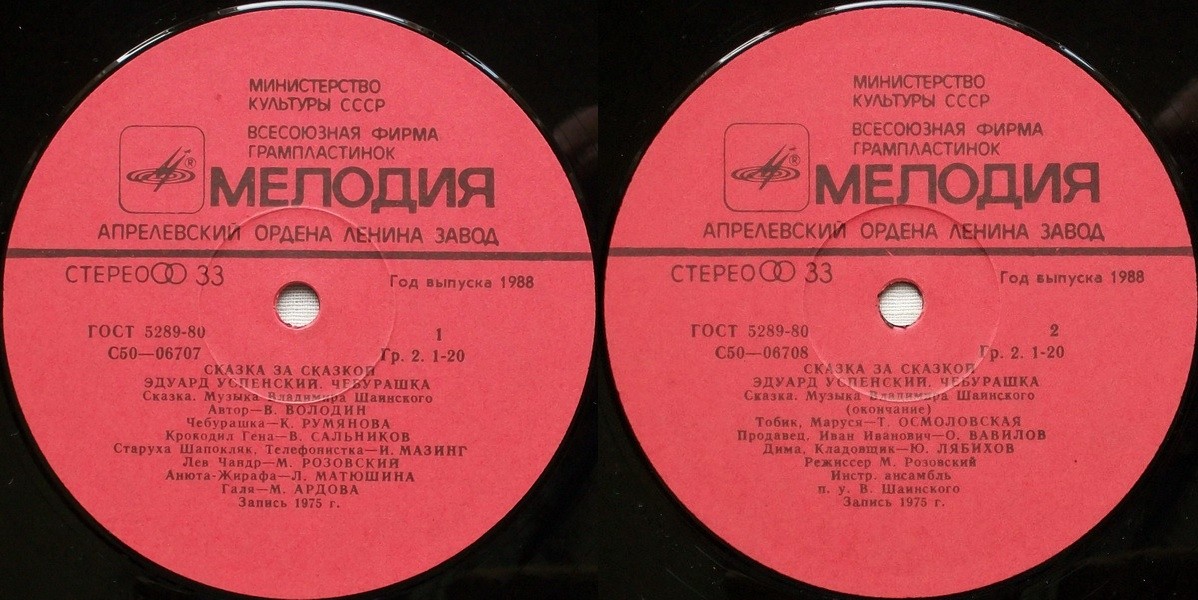 МИНИСТЕРСТВО
КУЛЬТУРЫ СССР
ВСЕСОЮЗНАЯ ФИРМА
ГРАМПЛАСТИНОК
®
МЕЛОДИЯ
АПРЕЛЕВСКИЙ ОРДЕНА ЛЕНИНА ЗАВОД
СТЕРЕО 33
Год выпуска 1988
ГОСТ 5289-80
1
С50—06707
Гр. 2. 1-20
СКАЗКА ЗА СКАЗКОЙ
ЭДУАРД УСПЕНСКИЙ. ЧЕБУРАШКА
Сказка. Музыка Владимира Шаинского
Автор—В. ВОЛОДИН
Чебурашка—К. РУМЯНОВА
Крокодил Гена—В. САЛЬНИКОВ
Старуха Шапокляк, Телефонистка—И. МАЗИНГ
Лев Чандр—М. РОЗОВСКИЙ
Анюта-Жирафа—Л. МАТЮШИНА
Галя—М. АРДОВА
Запись 1975 г.
МИНИСТЕРСТВО
КУЛЬТУРЫ СССР
ВСЕСОЮЗНАЯ ФИРМА
ГРАМПЛАСТИНОК
®
МЕЛОДИЯ
АПРЕЛЕВСКИЙ ОРДЕНА ЛЕНИНА ЗАВОД
СТЕРЕО 33
Год выпуска 1988
ГОСТ 5289-80
2
С50—06708
Гр. 2. 1-20
СКАЗКА ЗА СКАЗКОЙ
ЭДУАРД УСПЕНСКИЙ. ЧЕБУРАШКА
Сказка. Музыка Владимира Шаинского
(окончание)
Тобик, Маруся—Т. ОСМОЛОВСКАЯ
Продавец, Иван Иванович—О. ВАВИЛОВ
Дима, Кладовщик—Ю. ЛЯБИХОВ
Режиссер М. Розовский
Инстр. ансамбль
п. у. В. Шаинского
Запись 1975 г.